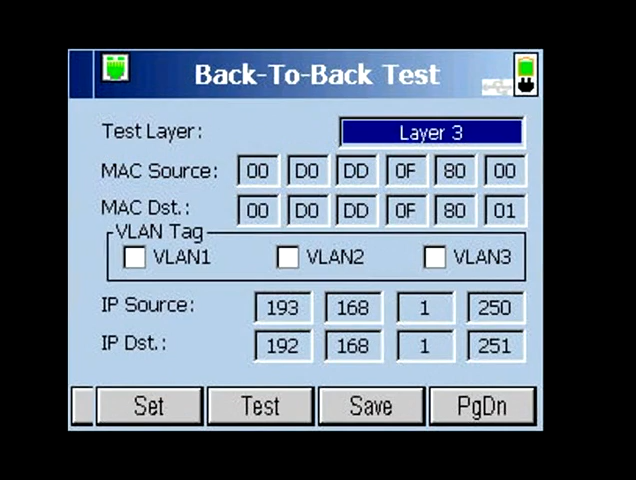 Back-To-Back Test
Test Layer: Layer 3
MAC Source: 00 D0 DD 0F 80 00
MAC Dst.: 00 D0 DD 0F 80 01
VLAN Tag
VLAN1 VLAN2 VLAN3
IP Source: 193 168 1 250
IP Dst.: 192 168 1 251
Set Test Save PgDn